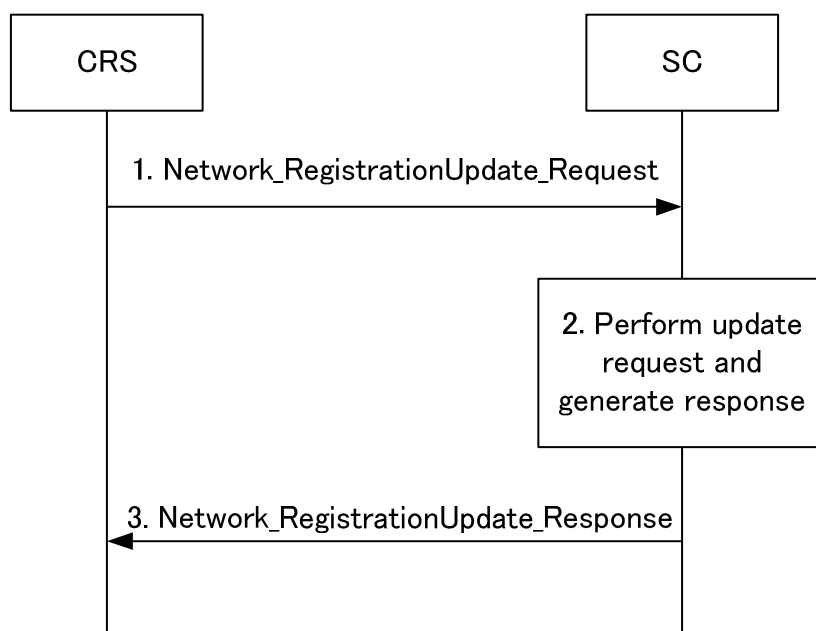 CRS
SC
1. Network_RegistrationUpdate_Request
2. Perform update
request and
generate response
3. Network_RegistrationUpdate_Response